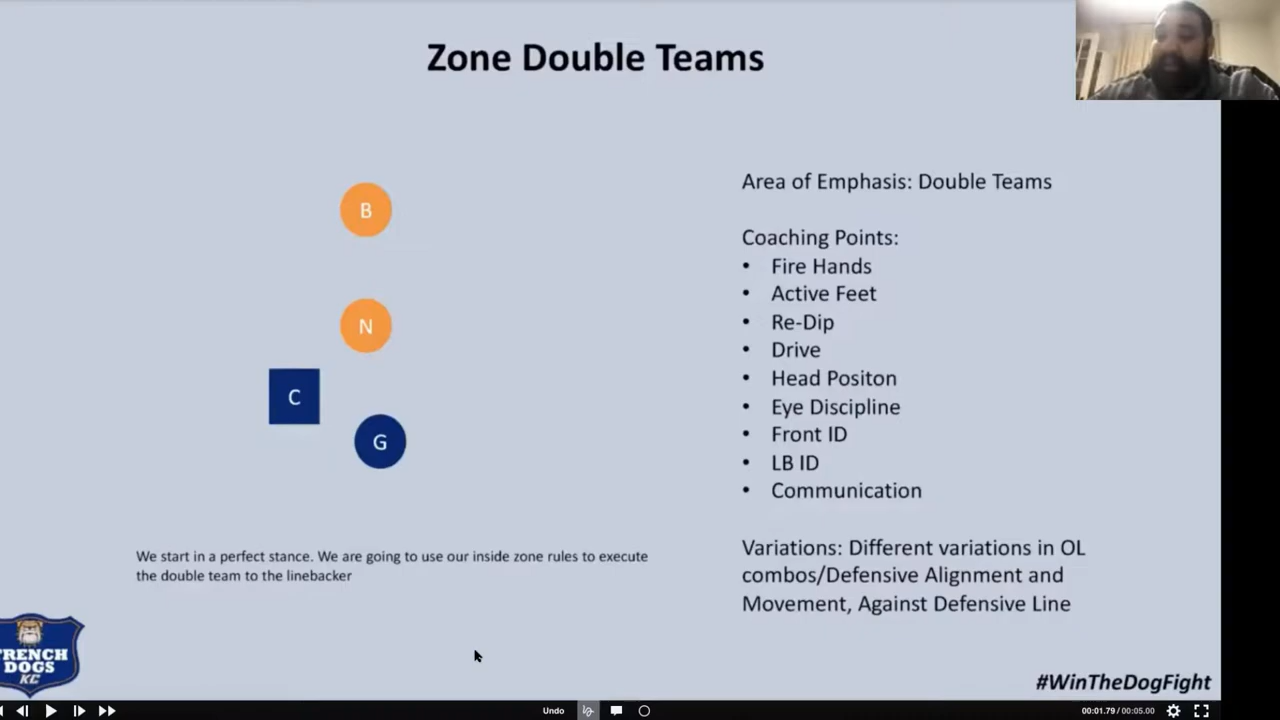 Zone Double Teams
B
N
C
G
We start in a perfect stance. We are going to use our inside zone rules to execute
the double team to the linebacker
Area of Emphasis: Double Teams
Coaching Points:
• Fire Hands
• Active Feet
• Re-Dip
• Drive
• Head Positon
• Eye Discipline
• Front ID
• LB ID
• Communication
Variations: Different variations in OL
combos/Defensive Alignment and
Movement, Against Defensive Line
TRENCH
DOGS
KC
#WinTheDogFight
Undo
00:01.79 / 00:05.00